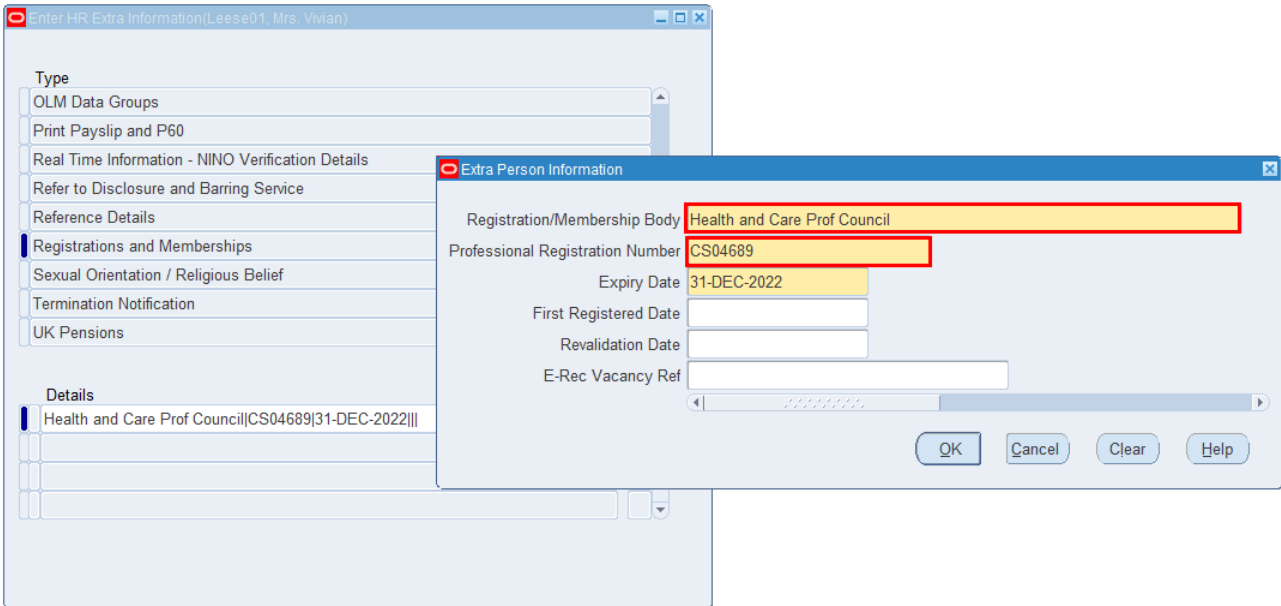 Enter HR Extra Information(Leese01, Mrs. Vivian)
Type
OLM Data Groups
Print Payslip and P60
Real Time Information - NINO Verification Details
Refer to Disclosure and Barring Service
Reference Details
Registrations and Memberships
Sexual Orientation / Religious Belief
Termination Notification
UK Pensions
Details
Health and Care Prof Council|CS04689|31-DEC-2022|||
Extra Person Information
Registration/Membership Body Health and Care Prof Council
Professional Registration Number CS04689
Expiry Date 31-DEC-2022
First Registered Date
Revalidation Date
E-Rec Vacancy Ref
OK Cancel Clear Help